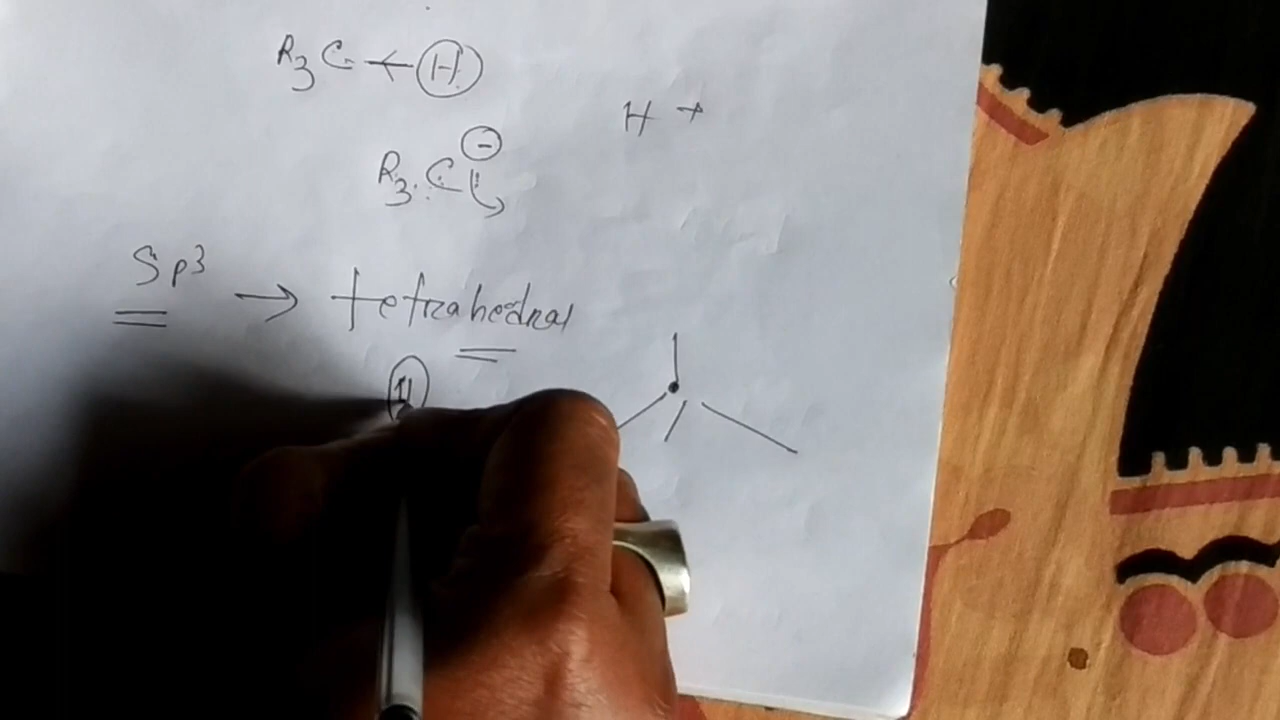 R₃C ← H
H +
R₃C⊖
Sp³ → tetrahedral